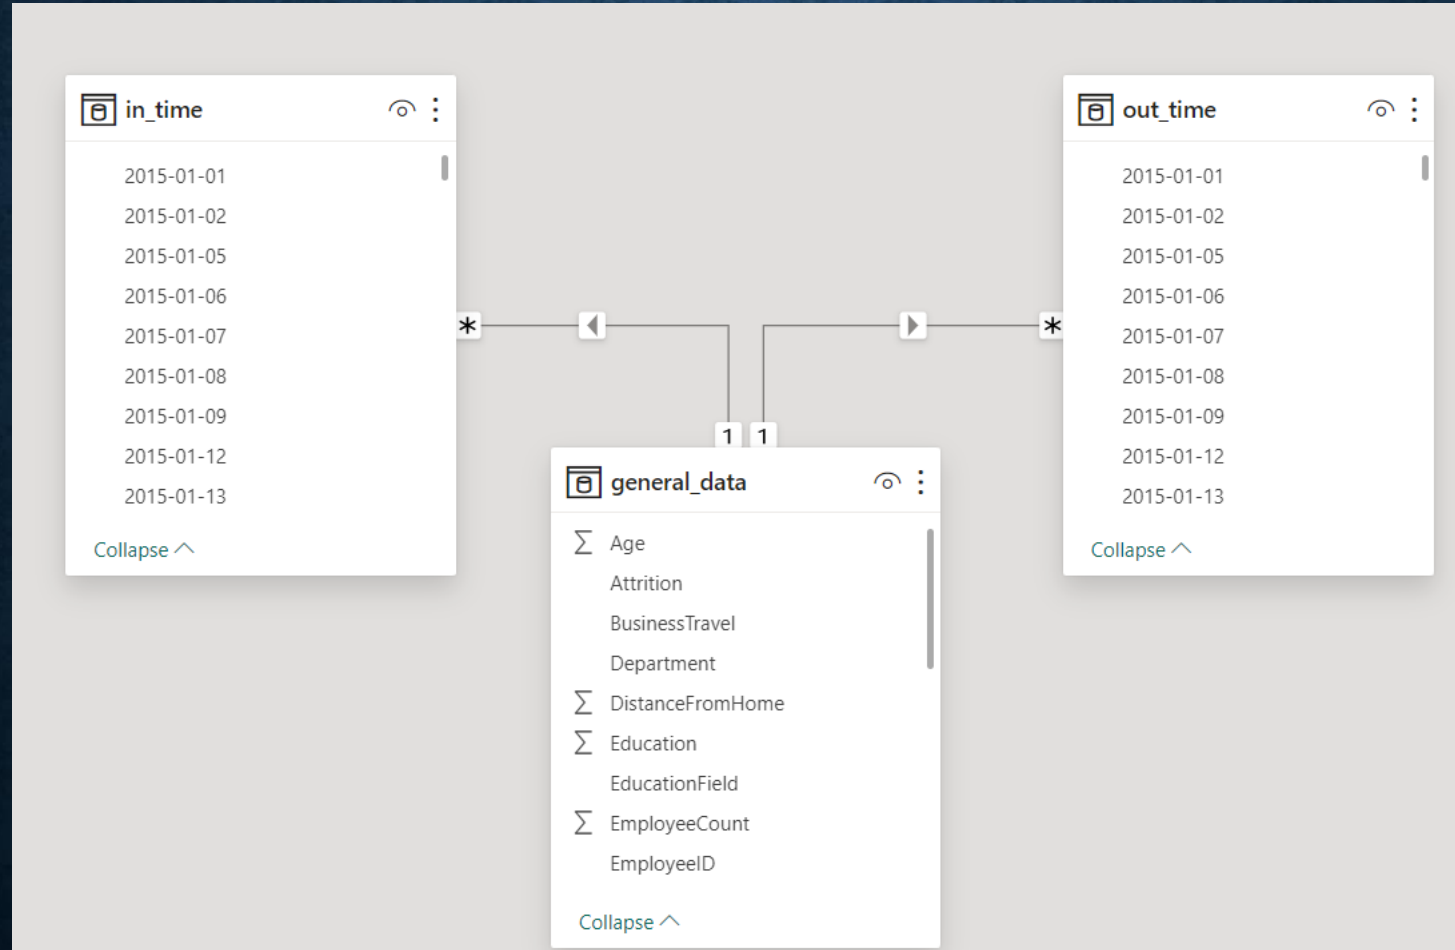 in_time
2015-01-01
2015-01-02
2015-01-05
2015-01-06
2015-01-07
2015-01-08
2015-01-09
2015-01-12
2015-01-13
Collapse
out_time
2015-01-01
2015-01-02
2015-01-05
2015-01-06
2015-01-07
2015-01-08
2015-01-09
2015-01-12
2015-01-13
Collapse
* *
1 1
general_data
Σ Age
Attrition
BusinessTravel
Department
Σ DistanceFromHome
Σ Education
EducationField
Σ EmployeeCount
EmployeeID
Collapse